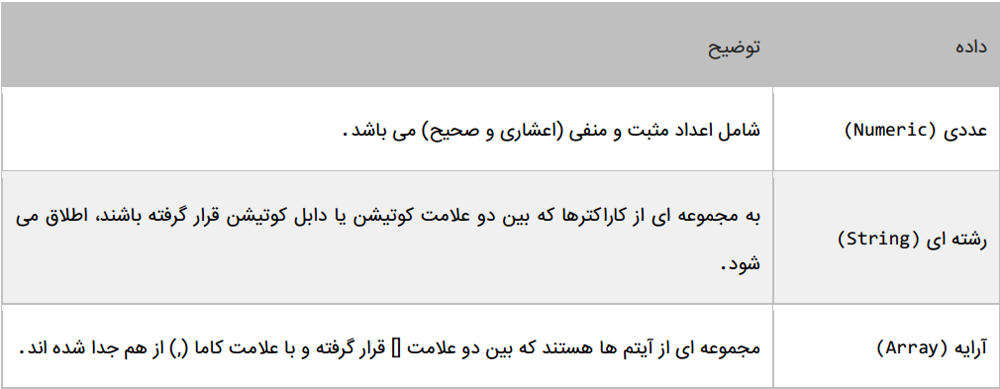 داده توضیح
عددی (Numeric) شامل اعداد مثبت و منفی (اعشاری و صحیح) می باشد.
رشته ای (String) به مجموعه ای از کاراکترها که بین دو علامت کوتیشن یا دابل کوتیشن قرار گرفته باشند، اطلاق می
شود.
آرایه (Array) مجموعه ای از آیتم ها هستند که بین دو علامت [] قرار گرفته و با علامت کاما (,) از هم جدا شده اند.